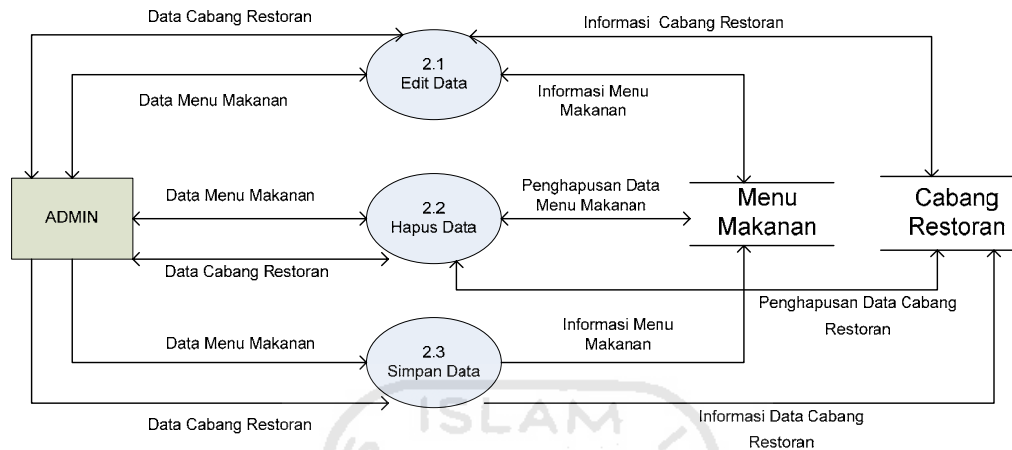 Data Cabang Restoran
Informasi Cabang Restoran
2.1
Edit Data
Data Menu Makanan
Informasi Menu
Makanan
ADMIN
Data Menu Makanan
2.2
Hapus Data
Penghapusan Data
Menu Makanan
Menu
Makanan
Cabang
Restoran
Data Cabang Restoran
Penghapusan Data Cabang
Restoran
Data Menu Makanan
2.3
Simpan Data
Informasi Menu
Makanan
Data Cabang Restoran
Informasi Data Cabang
Restoran
ISLAM